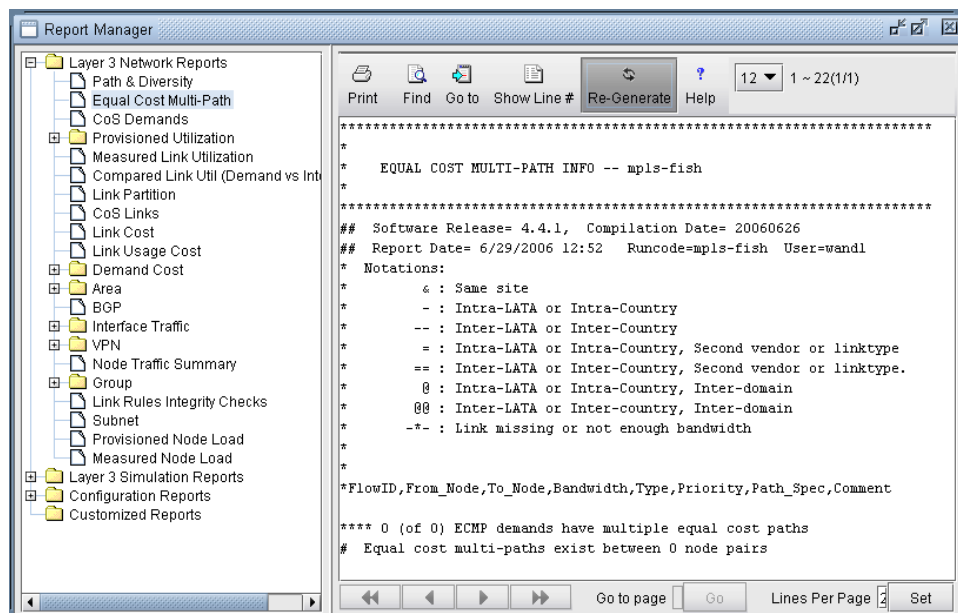 Report Manager
Layer 3 Network Reports
Path & Diversity
Equal Cost Multi-Path
CoS Demands
Provisioned Utilization
Measured Link Utilization
Compared Link Util (Demand vs Int
Link Partition
CoS Links
Link Cost
Link Usage Cost
Demand Cost
Area
BGP
Interface Traffic
VPN
Node Traffic Summary
Group
Link Rules Integrity Checks
Subnet
Provisioned Node Load
Measured Node Load
Layer 3 Simulation Reports
Configuration Reports
Customized Reports
Print Find Go to Show Line # Re-Generate Help 12 1 ~ 22(1/1)
*************************************************************************
*
*    EQUAL COST MULTI-PATH INFO -- mpls-fish
*
*************************************************************************
##  Software Release= 4.4.1,  Compilation Date= 20060626
##  Report Date= 6/29/2006 12:52   Runcode=mpls-fish  User=wandl
*  Notations:
*         & : Same site
*         - : Intra-LATA or Intra-Country
*        -- : Inter-LATA or Inter-Country
*         = : Intra-LATA or Intra-Country, Second vendor or linktype
*        == : Inter-LATA or Inter-Country, Second vendor or linktype.
*         @ : Intra-LATA or Intra-Country, Inter-domain
*        @@ : Inter-LATA or Inter-country, Inter-domain
*       -*- : Link missing or not enough bandwidth
*
*
*FlowID,From_Node,To_Node,Bandwidth,Type,Priority,Path_Spec,Comment
**** 0 (of 0) ECMP demands have multiple equal cost paths
#  Equal cost multi-paths exist between 0 node pairs
Go to page Go Lines Per Page Set